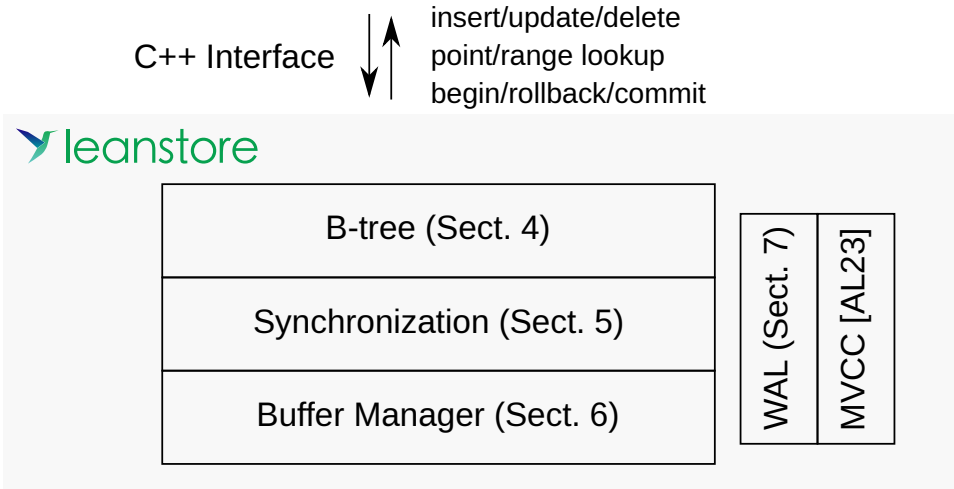 C++ Interface
insert/update/delete
point/range lookup
begin/rollback/commit
leanstore
B-tree (Sect. 4)
Synchronization (Sect. 5)
Buffer Manager (Sect. 6)
WAL (Sect. 7)
MVCC [AL23]